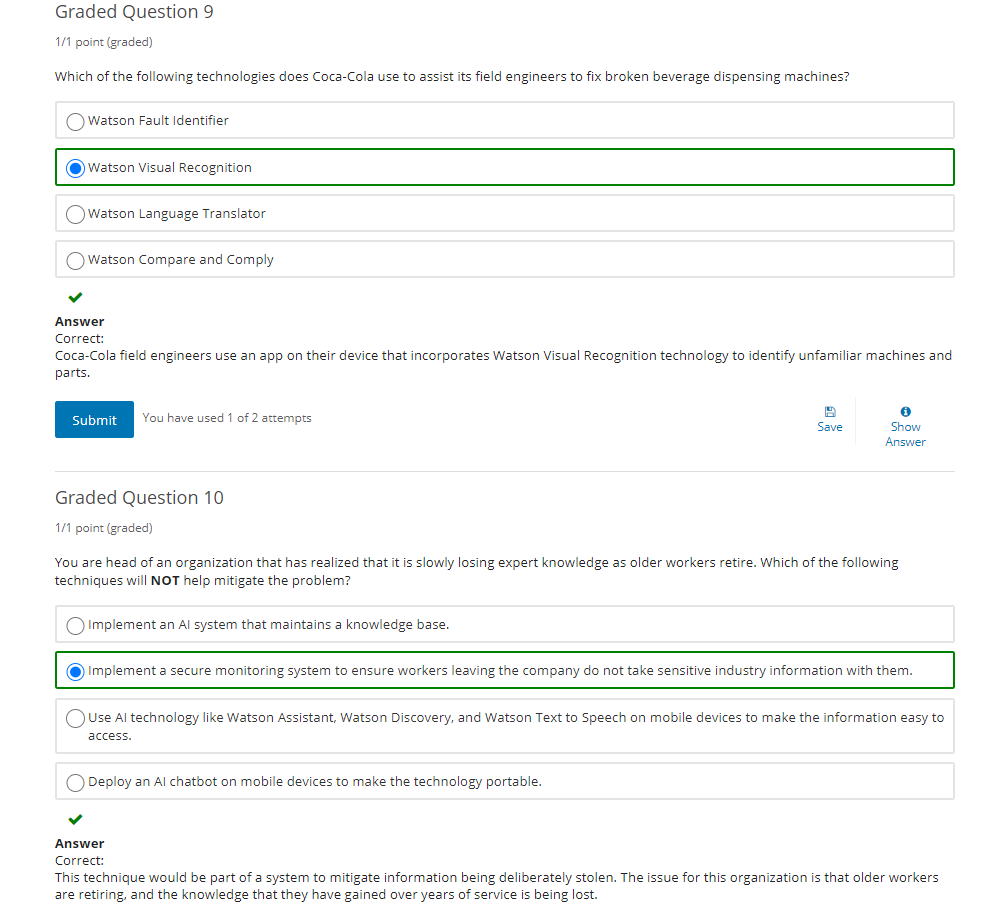 Graded Question 9
1/1 point (graded)
Which of the following technologies does Coca-Cola use to assist its field engineers to fix broken beverage dispensing machines?
Watson Fault Identifier
Watson Visual Recognition
Watson Language Translator
Watson Compare and Comply
Answer
Correct:
Coca-Cola field engineers use an app on their device that incorporates Watson Visual Recognition technology to identify unfamiliar machines and
parts.
Submit
You have used 1 of 2 attempts
Save
Show
Answer
Graded Question 10
1/1 point (graded)
You are head of an organization that has realized that it is slowly losing expert knowledge as older workers retire. Which of the following
techniques will NOT help mitigate the problem?
Implement an AI system that maintains a knowledge base.
Implement a secure monitoring system to ensure workers leaving the company do not take sensitive industry information with them.
Use AI technology like Watson Assistant, Watson Discovery, and Watson Text to Speech on mobile devices to make the information easy to
access.
Deploy an AI chatbot on mobile devices to make the technology portable.
Answer
Correct:
This technique would be part of a system to mitigate information being deliberately stolen. The issue for this organization is that older workers
are retiring, and the knowledge that they have gained over years of service is being lost.